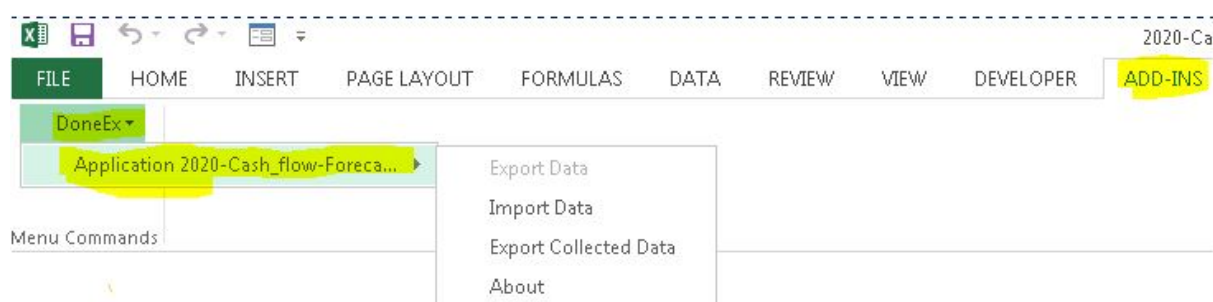 2020-Ca
FILE HOME INSERT PAGE LAYOUT FORMULAS DATA REVIEW VIEW DEVELOPER ADD-INS
DoneEx
Application 2020-Cash_flow-Foreca...
Export Data
Import Data
Export Collected Data
About
Menu Commands